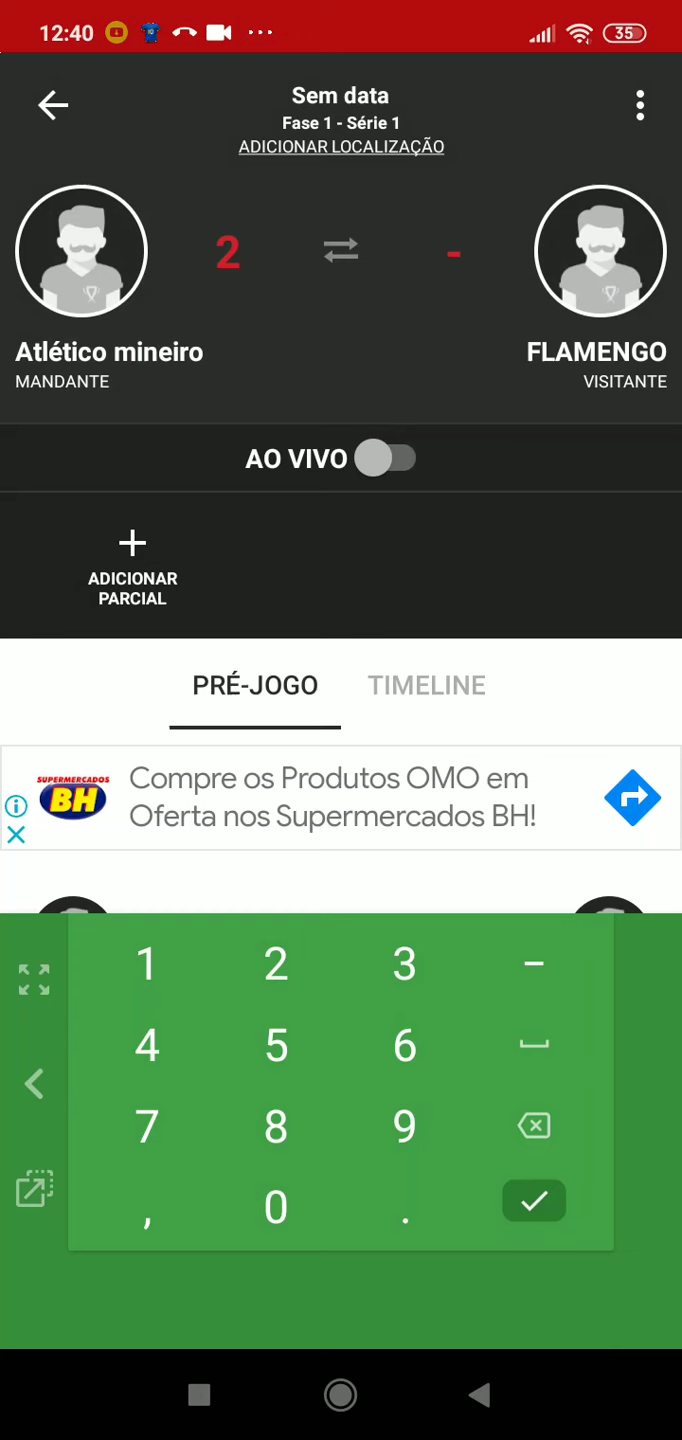 12:40
35
Sem data
Fase 1 - Série 1
ADICIONAR LOCALIZAÇÃO
2
-
Atlético mineiro
FLAMENGO
MANDANTE
VISITANTE
AO VIVO
ADICIONAR
PARCIAL
PRÉ-JOGO
TIMELINE
SUPERMERCADOS
BH
Compre os Produtos OMO em
Oferta nos Supermercados BH!
1 2 3 -
4 5 6
7 8 9
, 0 .